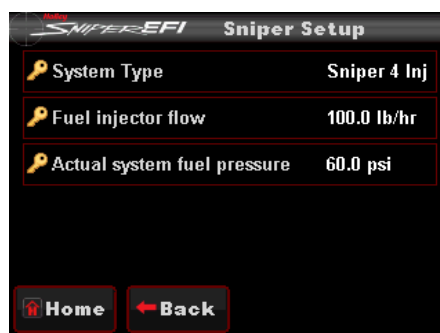 Holley
SNIPER EFI Sniper Setup
System Type Sniper 4 Inj
Fuel injector flow 100.0 lb/hr
Actual system fuel pressure 60.0 psi
Home Back